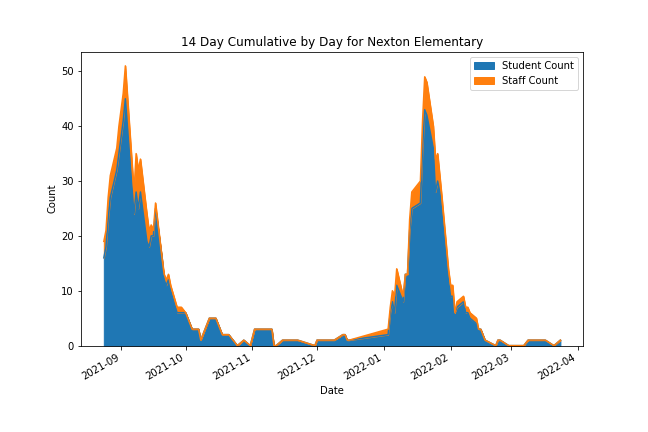 14 Day Cumulative by Day for Nexton Elementary
Student Count
Staff Count
50
40
30
20
10
0
Count
2021-09
2021-10
2021-11
2021-12
2022-01
2022-02
2022-03
2022-04
Date